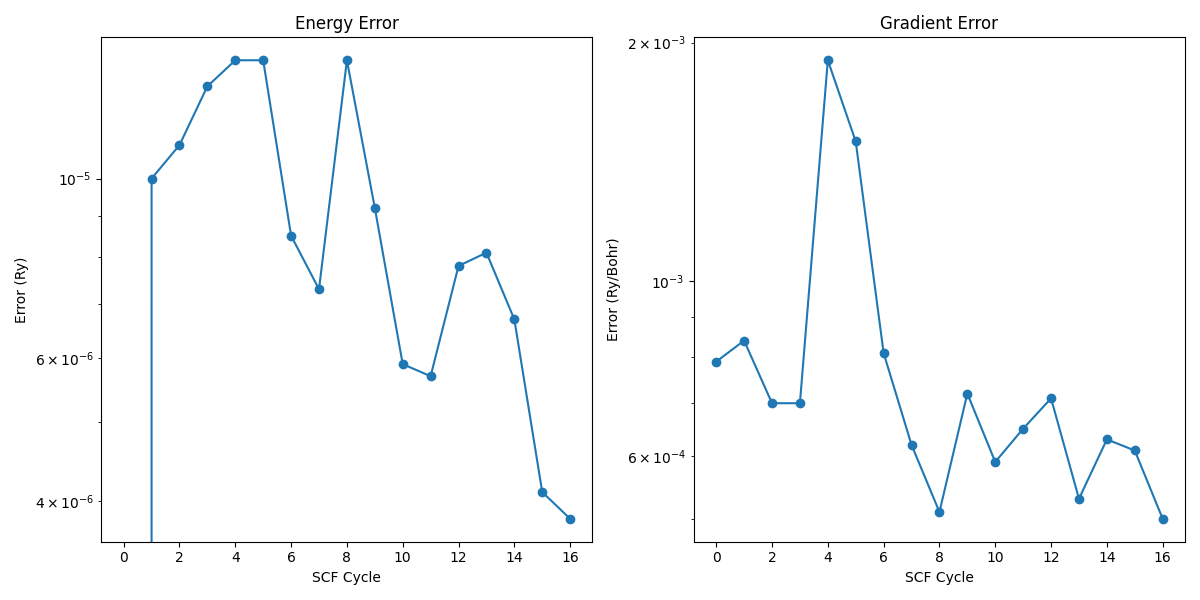 Energy Error
Error (Ry)
10⁻⁵
6 × 10⁻⁶
4 × 10⁻⁶
0 2 4 6 8 10 12 14 16
SCF Cycle
Gradient Error
Error (Ry/Bohr)
2 × 10⁻³
10⁻³
6 × 10⁻⁴
0 2 4 6 8 10 12 14 16
SCF Cycle